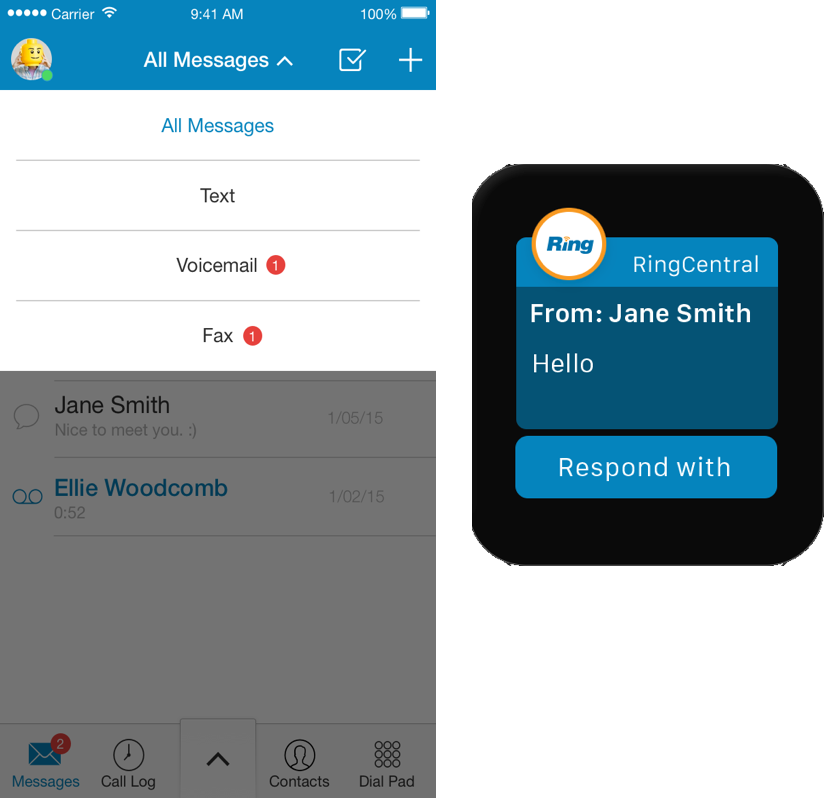 Carrier 9:41 AM 100%
All Messages
All Messages
Text
Voicemail 1
Fax 1
Jane Smith
Nice to meet you. :)
1/05/15
Ellie Woodcomb
0:52
1/02/15
2
Messages
Call Log
Contacts
Dial Pad
Ring
RingCentral
From: Jane Smith
Hello
Respond with